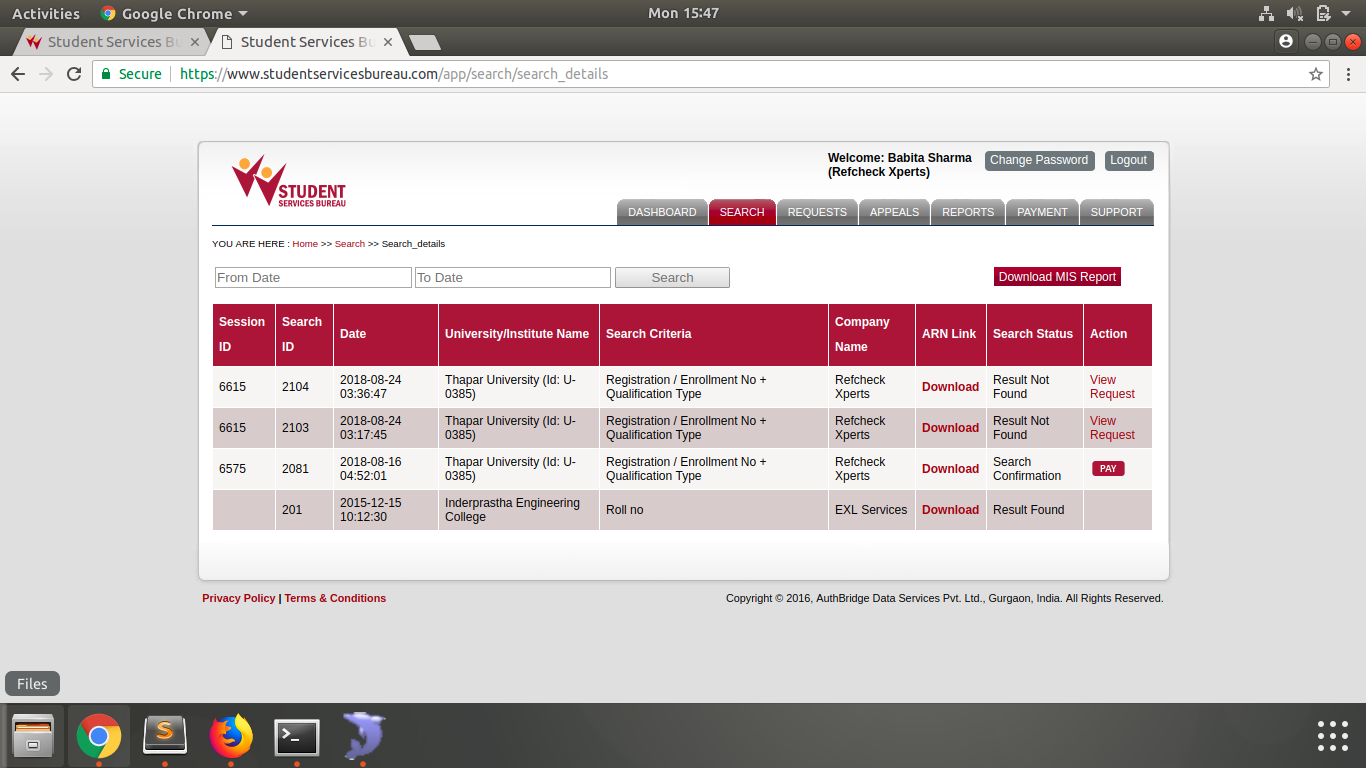 Activities Google Chrome Mon 15:47
Student Services Bu Student Services Bu
Secure https://www.studentservicesbureau.com/app/search/search_details
STUDENT
SERVICES BUREAU
Welcome: Babita Sharma
(Refcheck Xperts)
Change Password Logout
DASHBOARD SEARCH REQUESTS APPEALS REPORTS PAYMENT SUPPORT
YOU ARE HERE : Home >> Search >> Search_details
From Date To Date Search Download MIS Report
Session ID Search ID Date University/Institute Name Search Criteria Company Name ARN Link Search Status Action
6615 2104 2018-08-24 03:36:47 Thapar University (Id: U-0385) Registration / Enrollment No + Qualification Type Refcheck Xperts Download Result Not Found View Request
6615 2103 2018-08-24 03:17:45 Thapar University (Id: U-0385) Registration / Enrollment No + Qualification Type Refcheck Xperts Download Result Not Found View Request
6575 2081 2018-08-16 04:52:01 Thapar University (Id: U-0385) Registration / Enrollment No + Qualification Type Refcheck Xperts Download Search Confirmation PAY
201 2015-12-15 10:12:30 Inderprastha Engineering College Roll no EXL Services Download Result Found
Privacy Policy | Terms & Conditions Copyright © 2016, AuthBridge Data Services Pvt. Ltd., Gurgaon, India. All Rights Reserved.
Files